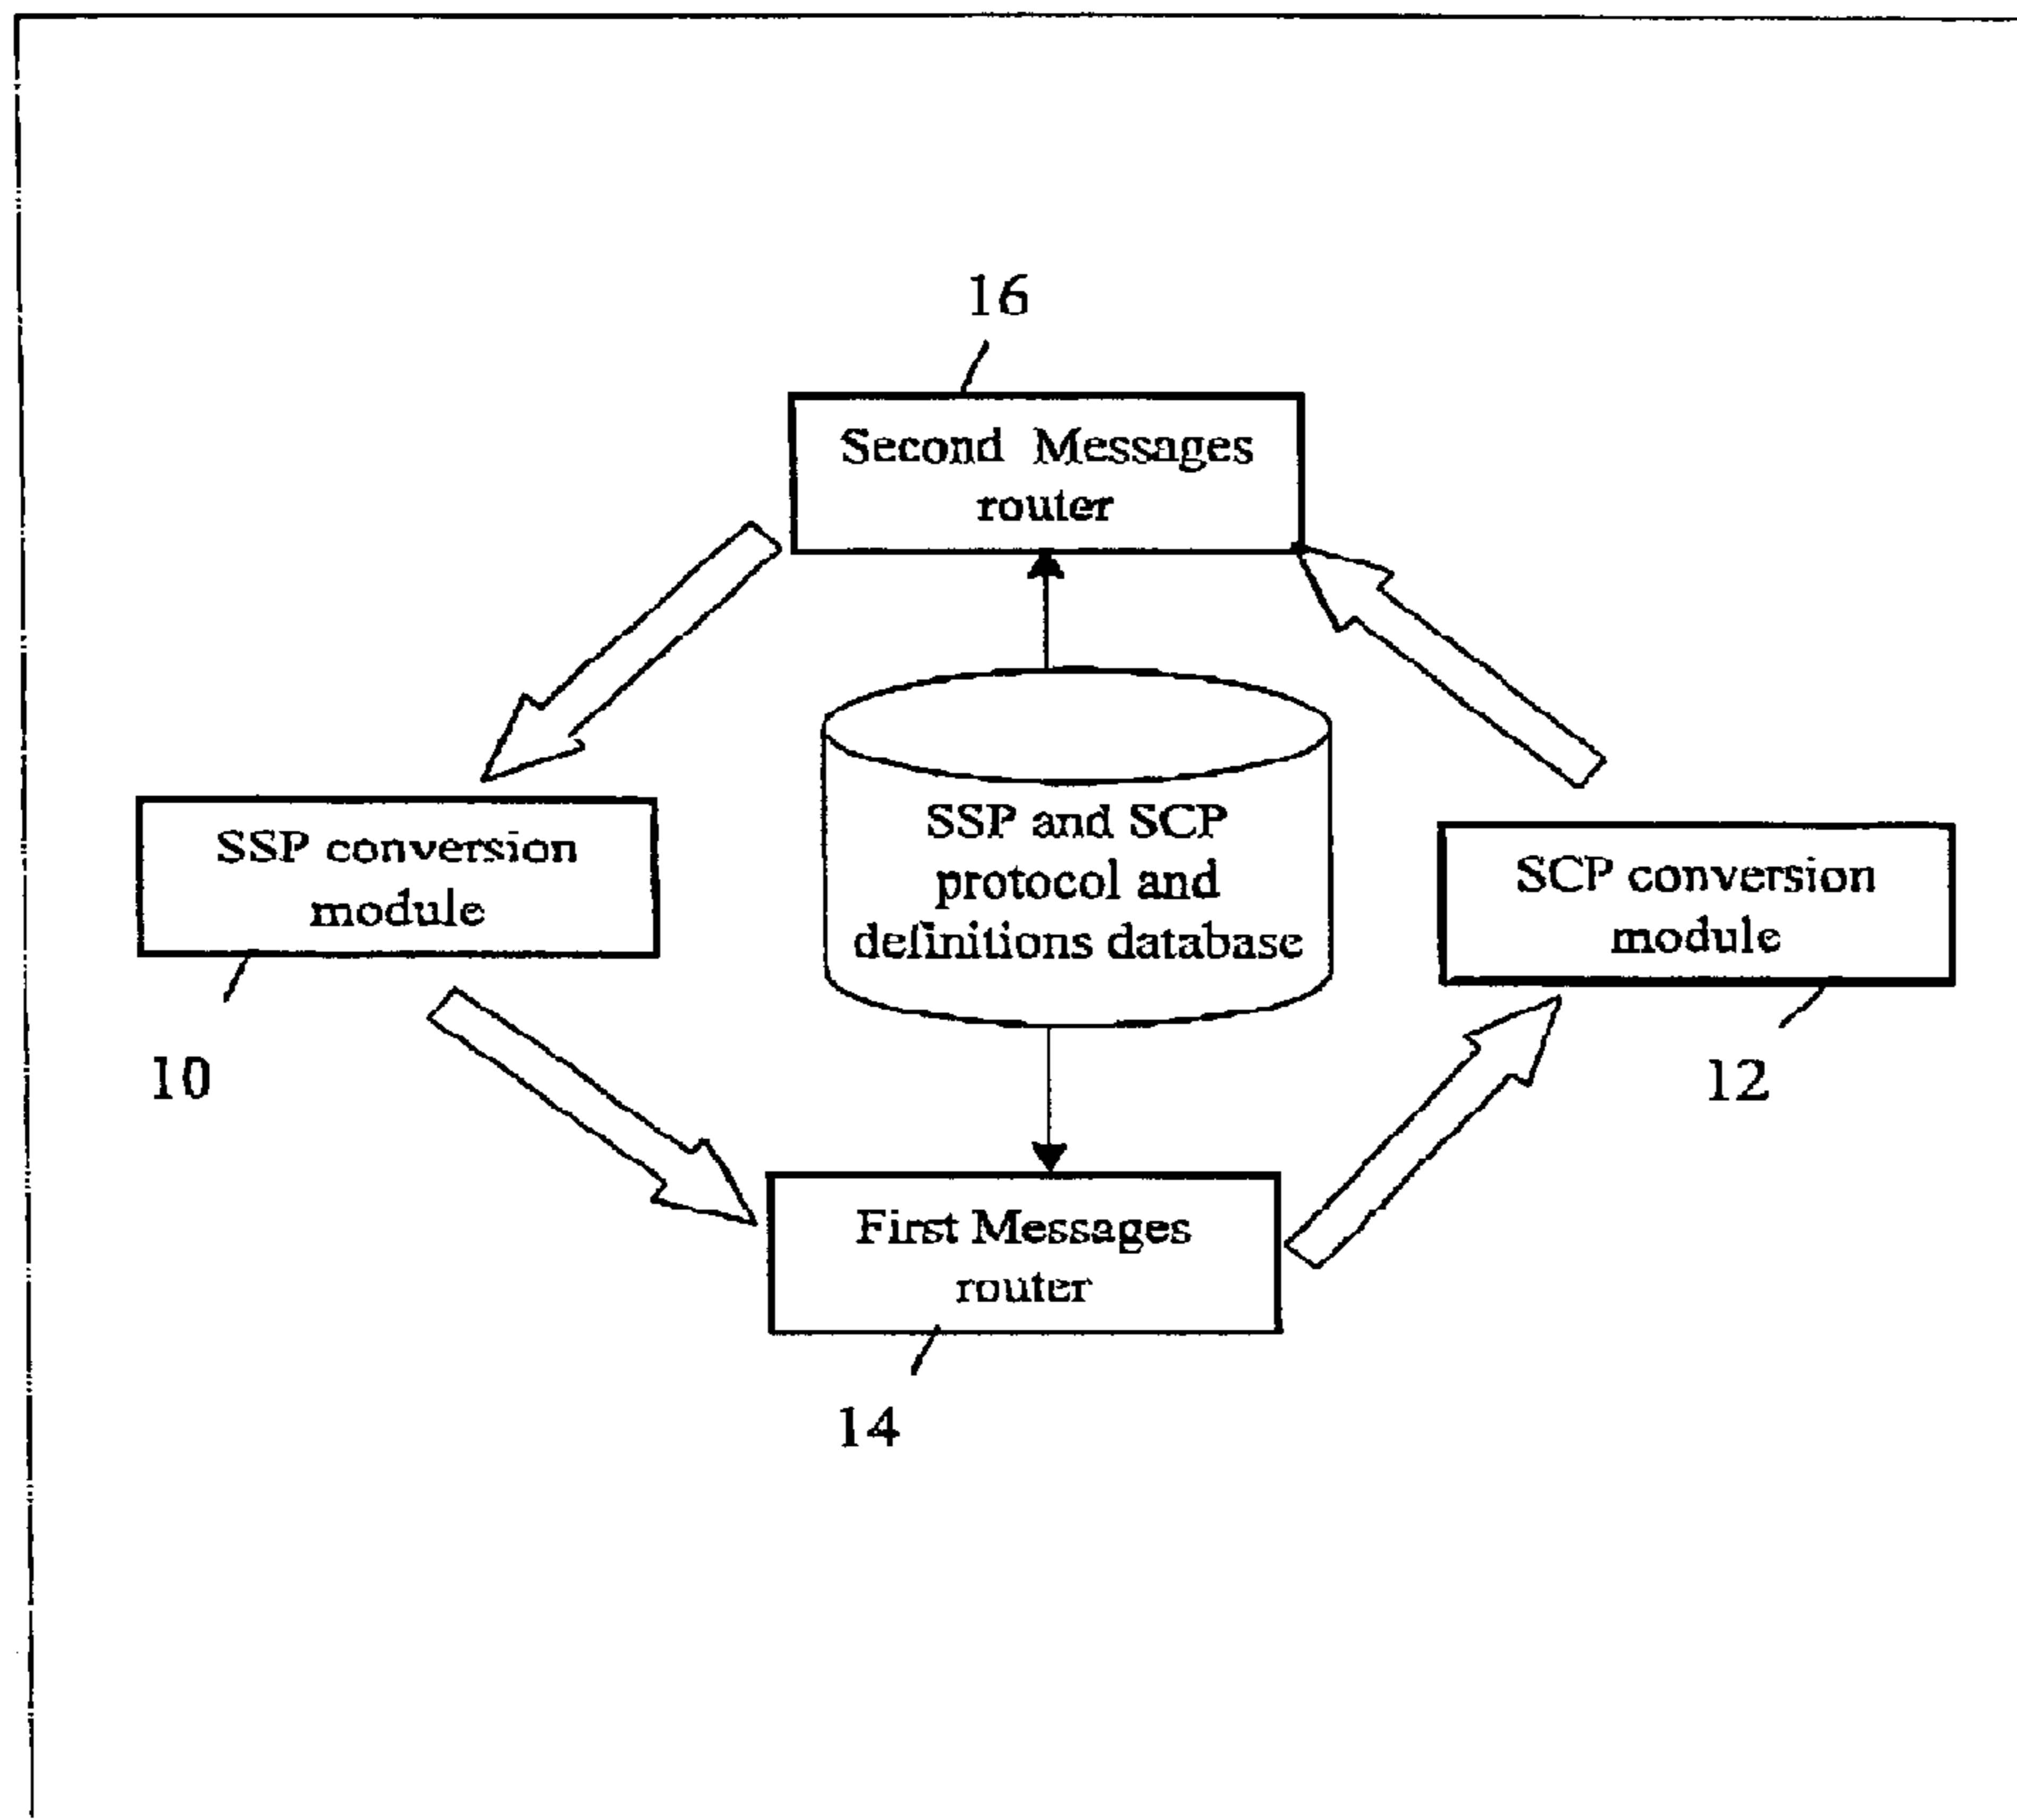 16
Second Messages
router
SSP conversion
module
10
SSP and SCP
protocol and
definitions database
SCP conversion
module
12
First Messages
router
14